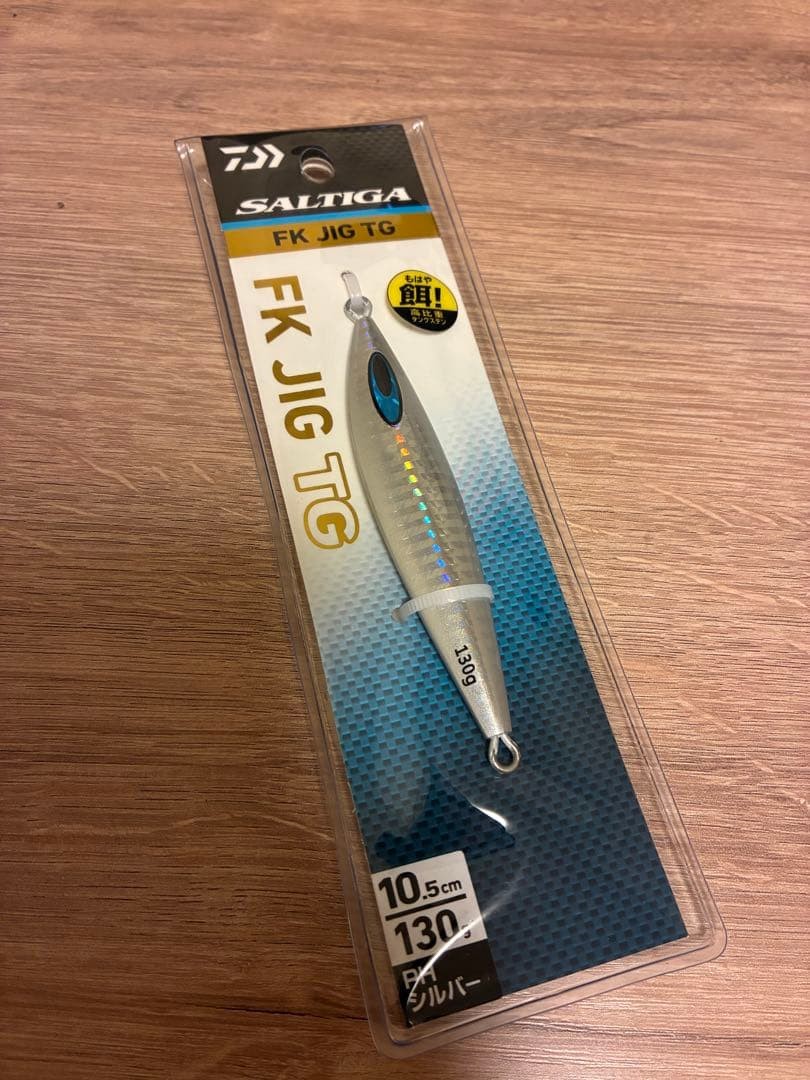 SALTIGA
FK JIG TG
もはや
餌!
高比重
タングステン
FK JIG TG
130g
10.5cm
130g
PH
シルバー